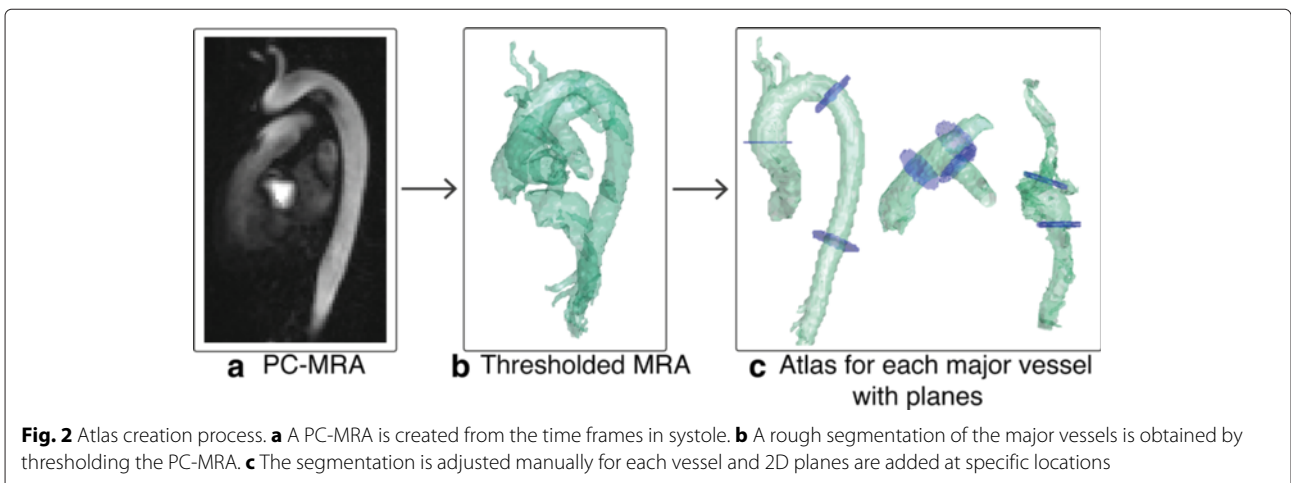 a PC-MRA
b Thresholded MRA
c Atlas for each major vessel
with planes
Fig. 2 Atlas creation process. a A PC-MRA is created from the time frames in systole. b A rough segmentation of the major vessels is obtained by
thresholding the PC-MRA. c The segmentation is adjusted manually for each vessel and 2D planes are added at specific locations